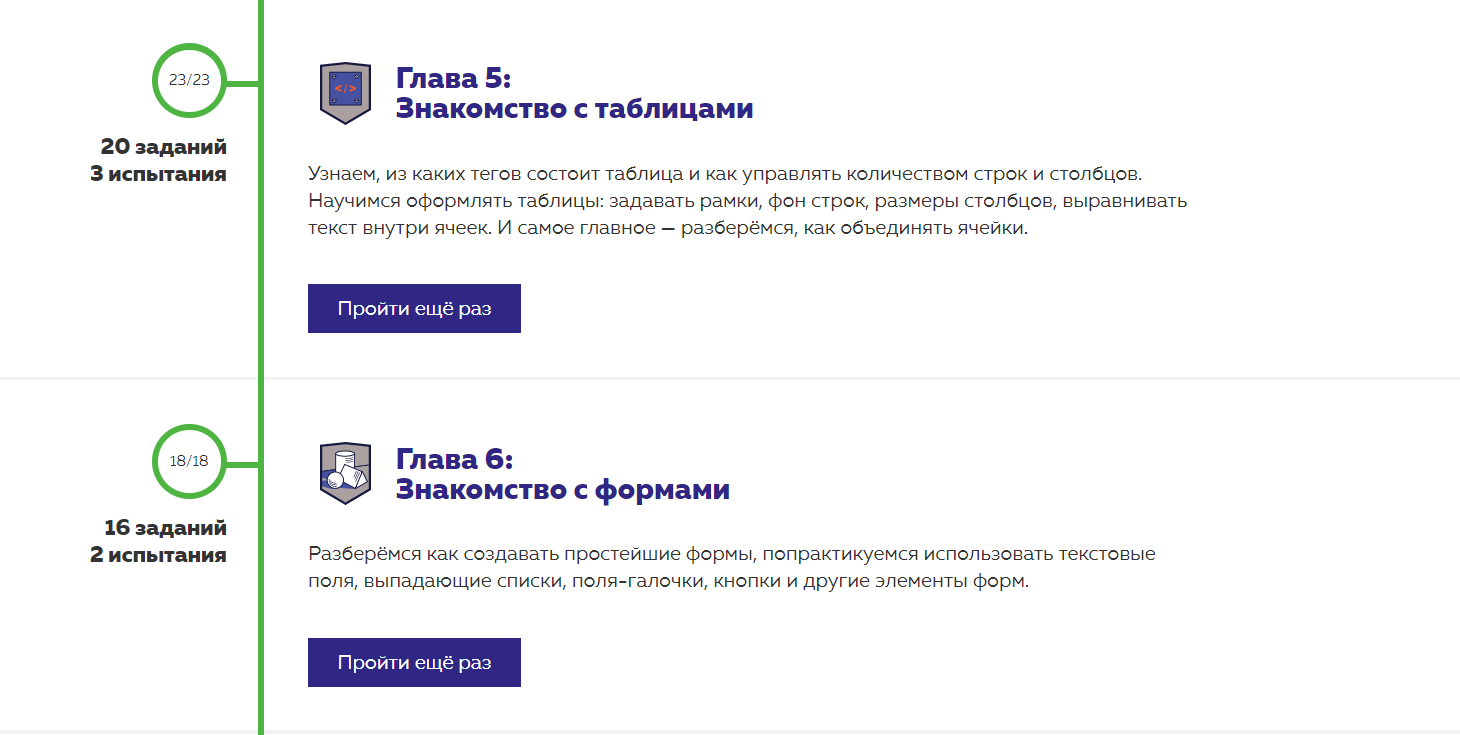 23/23
20 заданий
3 испытания
</>
Глава 5:
Знакомство с таблицами
Узнаем, из каких тегов состоит таблица и как управлять количеством строк и столбцов.
Научимся оформлять таблицы: задавать рамки, фон строк, размеры столбцов, выравнивать
текст внутри ячеек. И самое главное — разберёмся, как объединять ячейки.
Пройти ещё раз
18/18
16 заданий
2 испытания
Глава 6:
Знакомство с формами
Разберёмся как создавать простейшие формы, попрактикуемся использовать текстовые
поля, выпадающие списки, поля-галочки, кнопки и другие элементы форм.
Пройти ещё раз